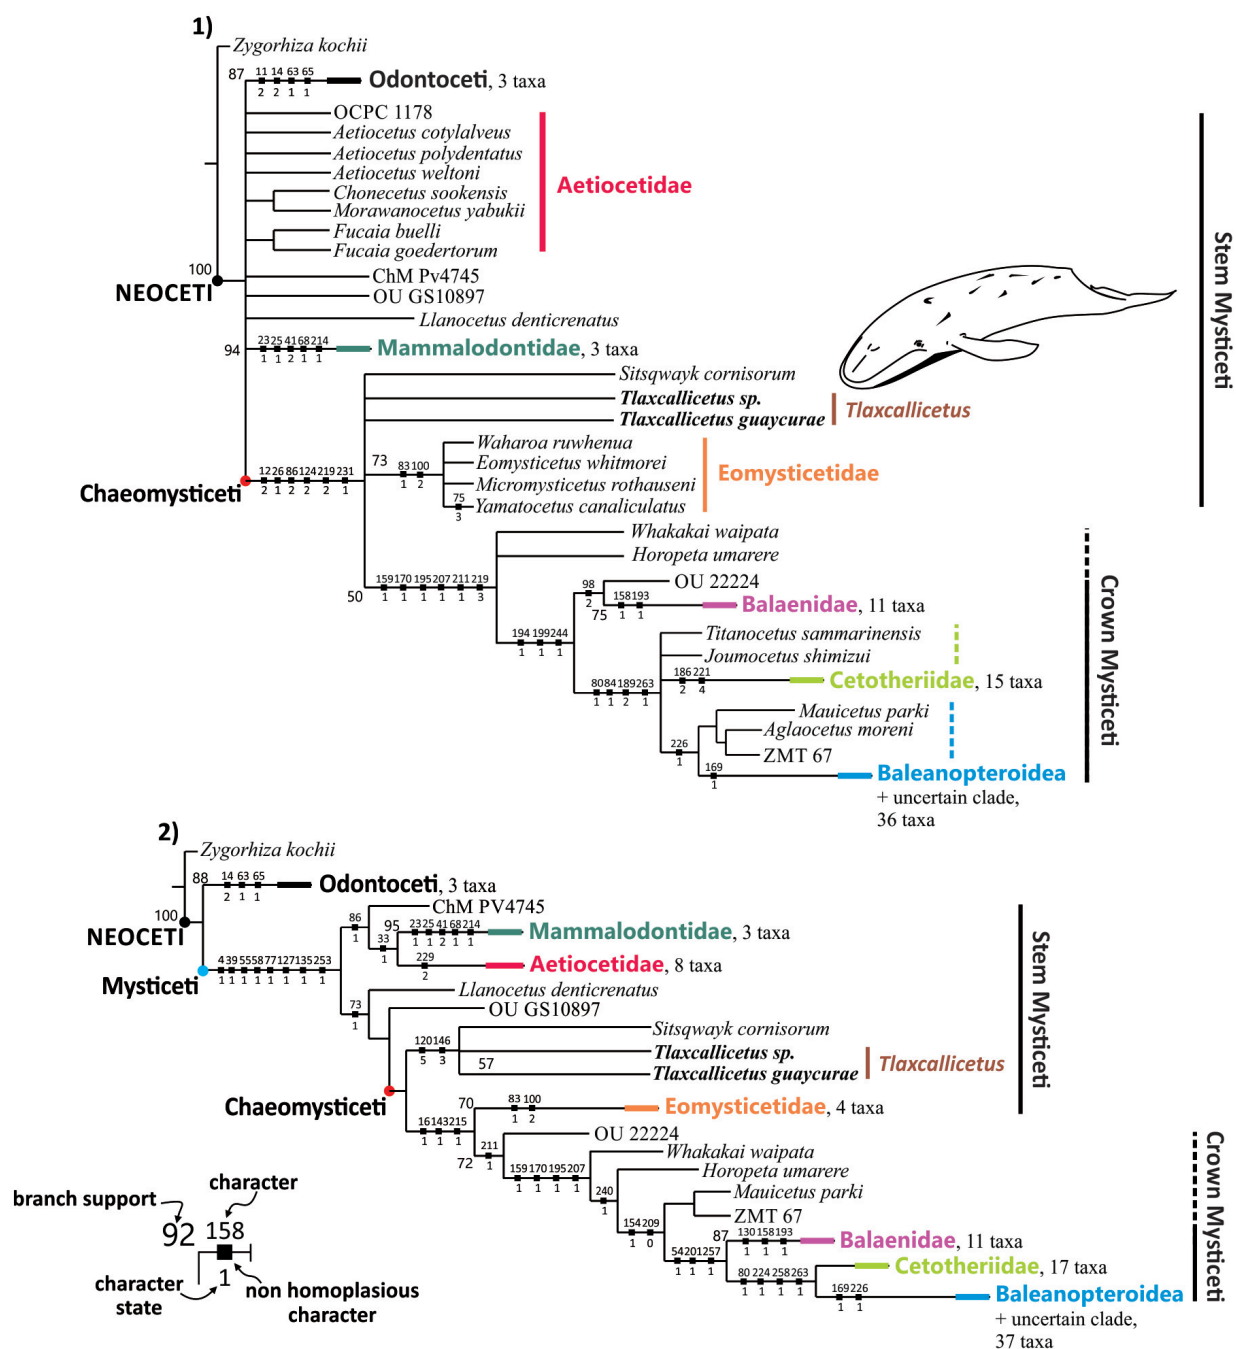 1)
Zygorhiza kochii
87
11 14 63 65
2 2 1 1
Odontoceti, 3 taxa
OCPC 1178
Aetiocetus cotylalveus
Aetiocetus polydentatus
Aetiocetus weltoni
Chonecetus sookensis
Morawanocetus yabukii
Fucaia buelli
Fucaia goedertorum
Aetiocetidae
100
NEOCETI
ChM Pv4745
OU GS10897
Llanocetus denticrenatus
94
23 25 41 68 214
1 1 2 1 1
Mammalodontidae, 3 taxa
Sitsqwayk cornisorum
Tlaxcallicetus sp.
Tlaxcallicetus guaycurae
Tlaxcallicetus
Waharoa ruwhenua
73
83 100
1 2
Eomysticetus whitmorei
Micromysticetus rothauseni
75
3
Yamatocetus canaliculatus
Eomysticetidae
12 26 86 124 219 231
2 1 2 2 2 1
Chaeomysticeti
Stem Mysticeti
Whakakai waipata
Horopeta umarere
50
159 170 195 207 211 219
1 1 1 1 1 3
98
2
OU 22224
75
158 193
1 1
Balaenidae, 11 taxa
194 199 244
1 1 1
Titanocetus sammarinensis
Joumocetus shimizui
186 221
2 4
Cetotheriidae, 15 taxa
80 84 189 263
1 1 2 1
Mauicetus parki
Aglaocetus moreni
ZMT 67
226
1
169
1
Baleanopteroidea
+ uncertain clade,
36 taxa
Crown Mysticeti
2)
Zygorhiza kochii
88
14 63 65
2 1 1
Odontoceti, 3 taxa
100
NEOCETI
ChM PV4745
86
1
95
23 25 41 68 214
1 1 2 1 1
Mammalodontidae, 3 taxa
33
1
229
2
Aetiocetidae, 8 taxa
4 39 55 58 77 127 135 253
1 1 1 1 1 1 1 1
Mysticeti
Llanocetus denticrenatus
73
1
OU GS10897
Sitsqwayk cornisorum
120 146
5 3
Tlaxcallicetus sp.
57
Tlaxcallicetus guaycurae
Tlaxcallicetus
Chaeomysticeti
70
83 100
1 2
Eomysticetidae, 4 taxa
Stem Mysticeti
16 143 215
1 1 1
OU 22224
72
211
1
Whakakai waipata
159 170 195 207
1 1 1 1
Horopeta umarere
240
1
Mauicetus parki
ZMT 67
154 209
1 0
87
130 158 193
1 1 1
Balaenidae, 11 taxa
54 201 257
1 1 1
Cetotheriidae, 17 taxa
80 224 258 263
1 1 1 1
169 226
1 1
Baleanopteroidea
+ uncertain clade,
37 taxa
Crown Mysticeti
branch support
character
92
158
1
character
state
non homoplasious
character